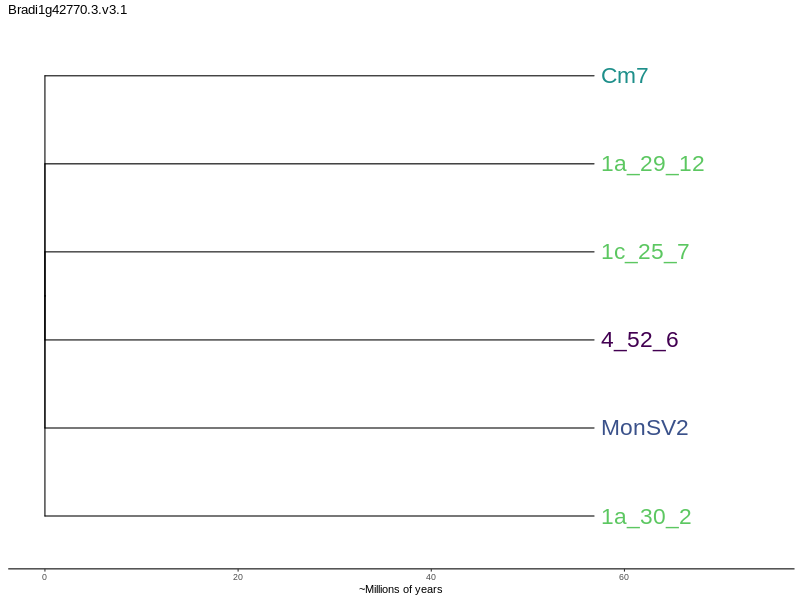 Bradi1g42770.3.v3.1
Cm7
1a_29_12
1c_25_7
4_52_6
MonSV2
1a_30_2
0 20 40 60
~Millions of years